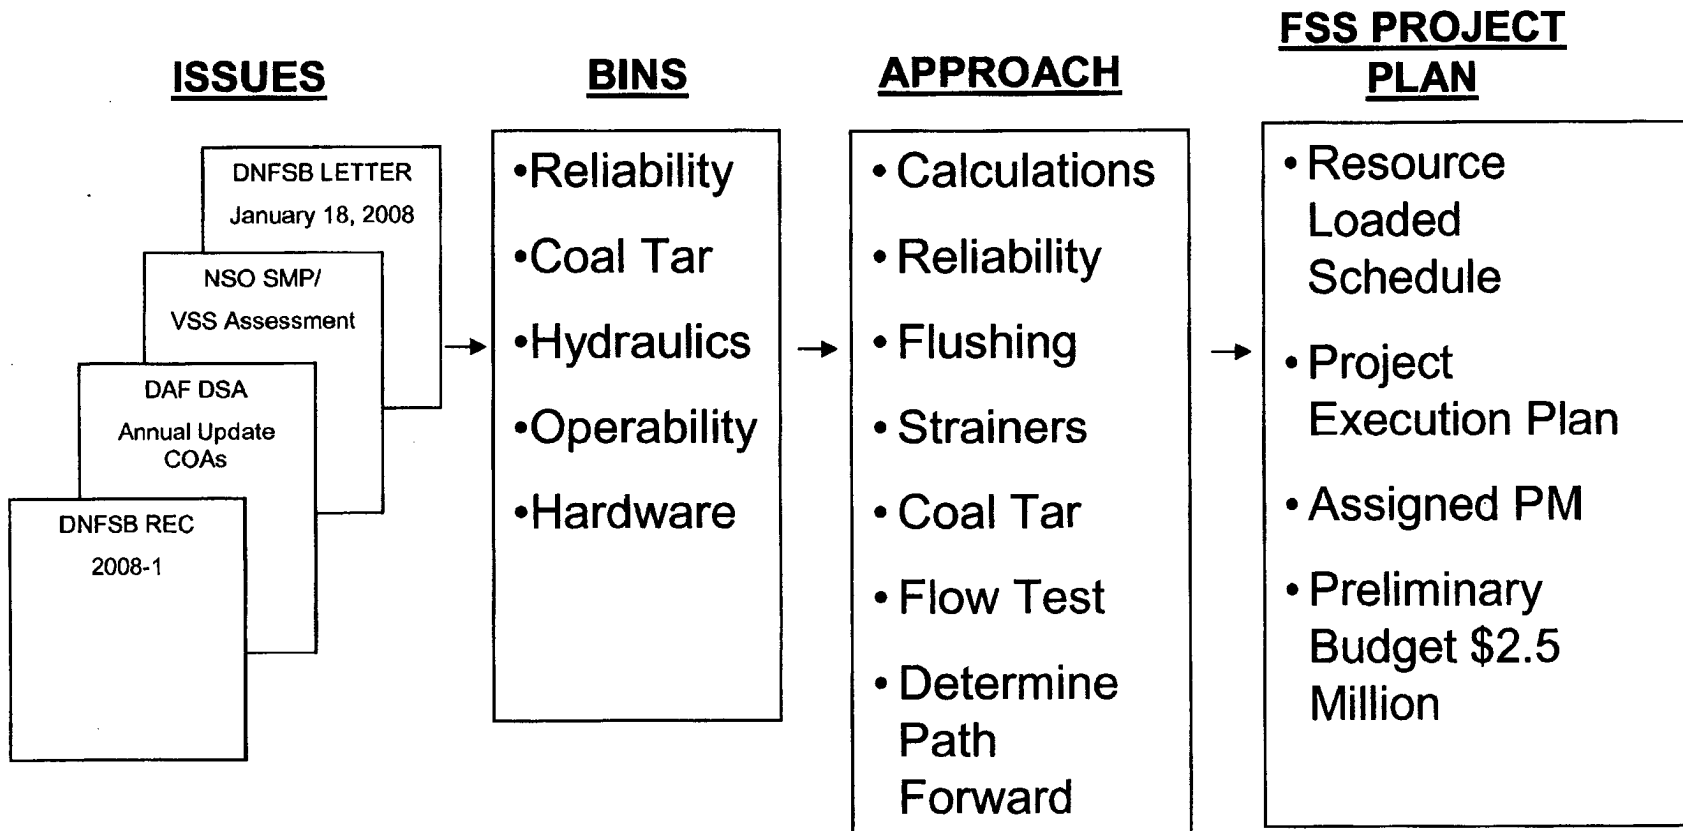 ISSUES
DNFSB LETTER
January 18, 2008
NSO SMP/
VSS Assessment
DAF DSA
Annual Update
COAs
DNFSB REC
2008-1
BINS
•Reliability
•Coal Tar
•Hydraulics
•Operability
•Hardware
APPROACH
• Calculations
• Reliability
• Flushing
• Strainers
• Coal Tar
• Flow Test
• Determine
Path
Forward
FSS PROJECT
PLAN
• Resource
Loaded
Schedule
• Project
Execution Plan
• Assigned PM
• Preliminary
Budget $2.5
Million